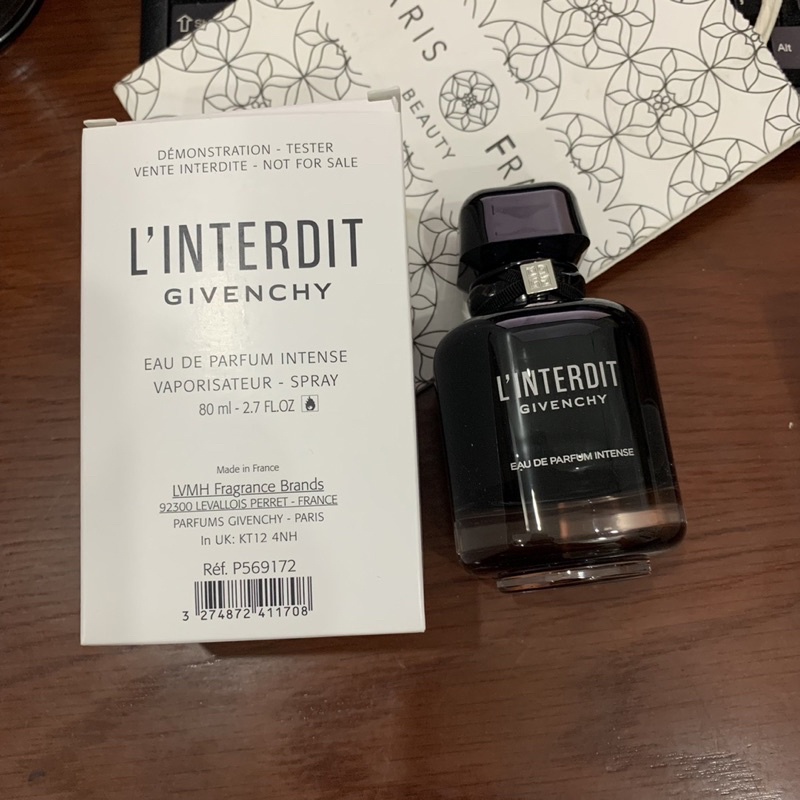 DÉMONSTRATION - TESTER
VENTE INTERDITE - NOT FOR SALE
L'INTERDIT
GIVENCHY
EAU DE PARFUM INTENSE
VAPORISATEUR - SPRAY
80 ml - 2.7 FL.OZ
Made in France
LVMH Fragrance Brands
92300 LEVALLOIS PERRET - FRANCE
PARFUMS GIVENCHY - PARIS
In UK: KT12 4NH
Réf. P569172
3 274872 411708
L'INTERDIT
GIVENCHY
EAU DE PARFUM INTENSE
BEAUTY
Alt